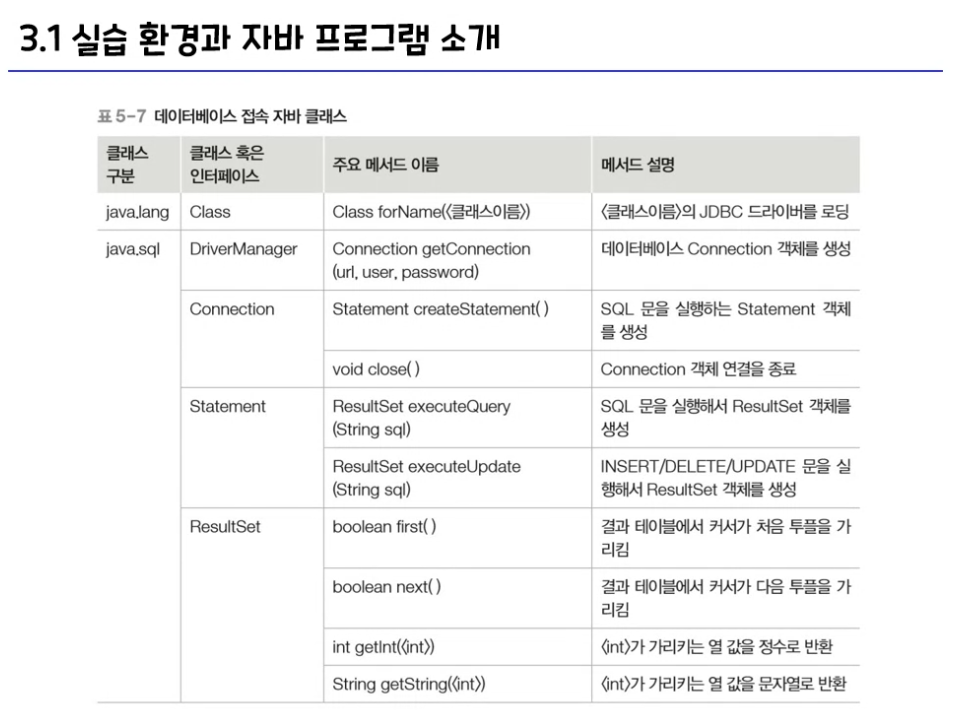 3.1 실습 환경과 자바 프로그램 소개
표 5-7 데이터베이스 접속 자바 클래스
클래스 구분
클래스 혹은 인터페이스
주요 메서드 이름
메서드 설명
java.lang
Class
Class forName(〈클래스이름〉)
〈클래스이름〉의 JDBC 드라이버를 로딩
java.sql
DriverManager
Connection getConnection
(url, user, password)
데이터베이스 Connection 객체를 생성
Connection
Statement createStatement( )
SQL 문을 실행하는 Statement 객체
를 생성
void close( )
Connection 객체 연결을 종료
Statement
ResultSet executeQuery
(String sql)
SQL 문을 실행해서 ResultSet 객체를
생성
ResultSet executeUpdate
(String sql)
INSERT/DELETE/UPDATE 문을 실
행해서 ResultSet 객체를 생성
ResultSet
boolean first( )
결과 테이블에서 커서가 처음 투플을 가
리킴
boolean next( )
결과 테이블에서 커서가 다음 투플을 가
리킴
int getInt(〈int〉)
〈int〉가 가리키는 열 값을 정수로 반환
String getString(〈int〉)
〈int〉가 가리키는 열 값을 문자열로 반환